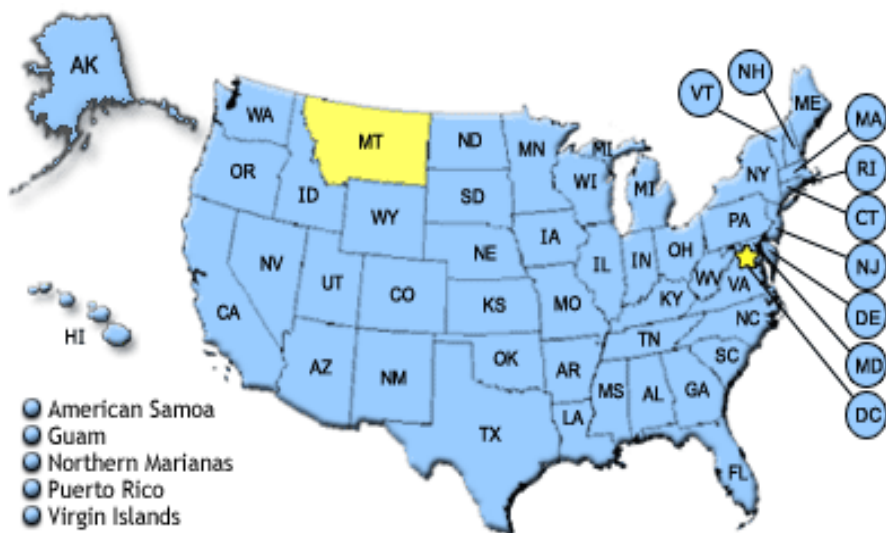 AK
WA
MT
ND
MN
MI
VT
NH
ME
MA
OR
ID
SD
WI
MI
NY
RI
WY
CT
PA
IA
NE
NV
UT
IL
IN
OH
NJ
WV
VA
CO
CA
KS
MO
KY
DE
HI
NC
TN
OK
AZ
NM
AR
SC
MD
MS
AL
GA
DC
LA
TX
FL
American Samoa
Guam
Northern Marianas
Puerto Rico
Virgin Islands